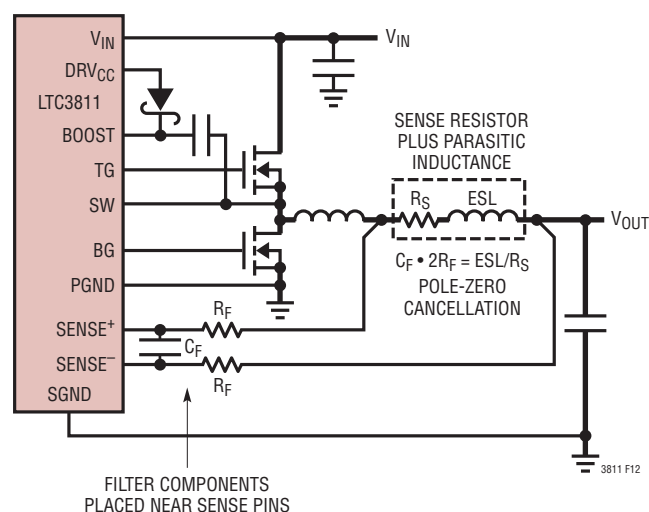 V_IN
DRV_CC
LTC3811
BOOST
TG
SW
BG
PGND
SENSE⁺
SENSE⁻
SGND
V_IN
SENSE RESISTOR
PLUS PARASITIC
INDUCTANCE
R_S
ESL
V_OUT
C_F • 2R_F = ESL/R_S
POLE-ZERO
CANCELLATION
R_F
C_F
R_F
FILTER COMPONENTS
PLACED NEAR SENSE PINS
3811 F12